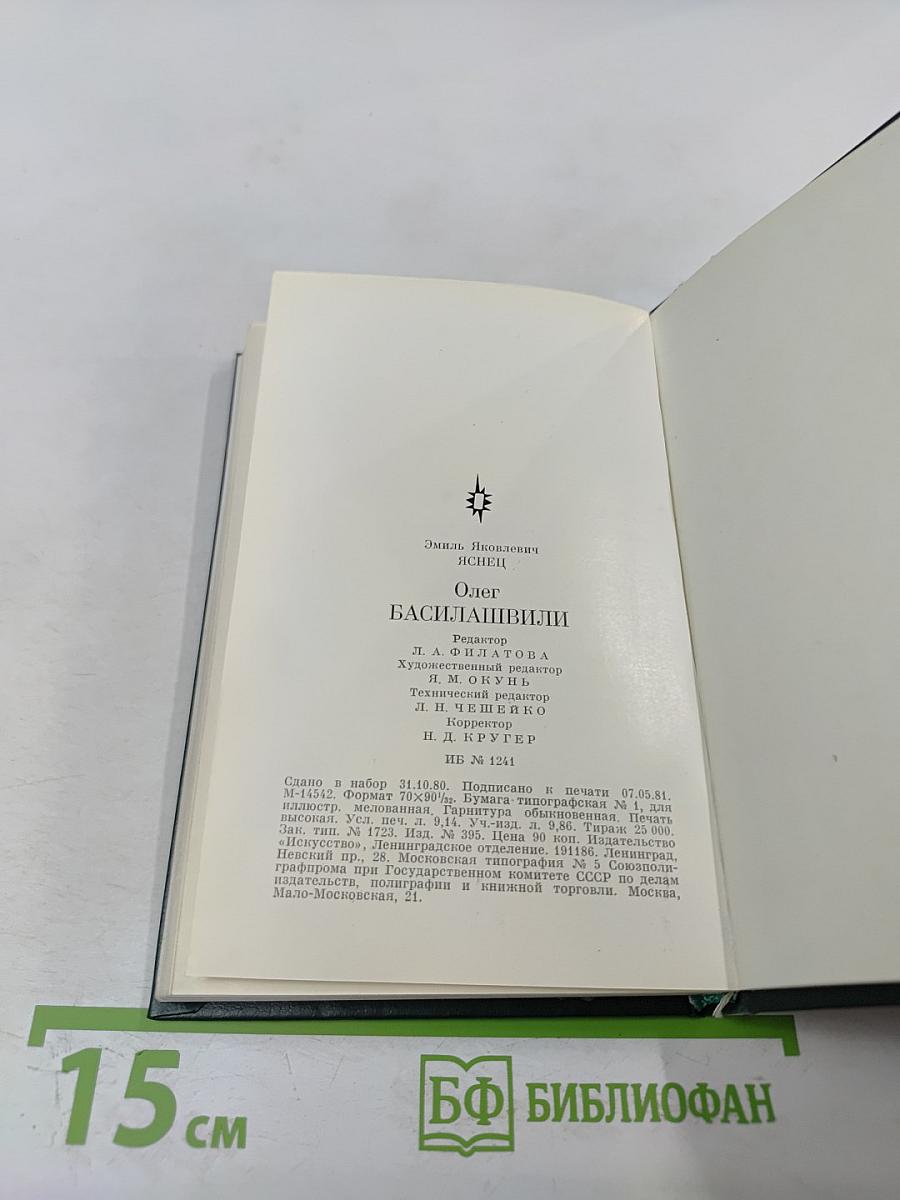 Эмиль Яковлевич
ЯСНЕЦ
Олег
БАСИЛАШВИЛИ
Редактор
Л. А. ФИЛАТОВА
Художественный редактор
Я. М. ОКУНЬ
Технический редактор
Л. Н. ЧЕШЕЙКО
Корректор
Н. Д. КРУГЕР
ИБ № 1241
Сдано в набор 31.10.80. Подписано к печати 07.05.81.
М-14542. Формат 70×90¹/₃₂. Бумага типографская № 1, для
иллюстр. мелованная. Гарнитура обыкновенная. Печать
высокая. Усл. печ. л. 9,14. Уч.-изд. л. 9,86. Тираж 25 000.
Зак. тип. № 1723. Изд. № 395. Цена 90 коп. Издательство
«Искусство», Ленинградское отделение. 191186. Ленинград,
Невский пр., 28. Московская типография № 5 Союзполи-
графпрома при Государственном комитете СССР по делам
издательств, полиграфии и книжной торговли. Москва,
Мало-Московская, 21.
15 см
БФ БИБЛИОФАН